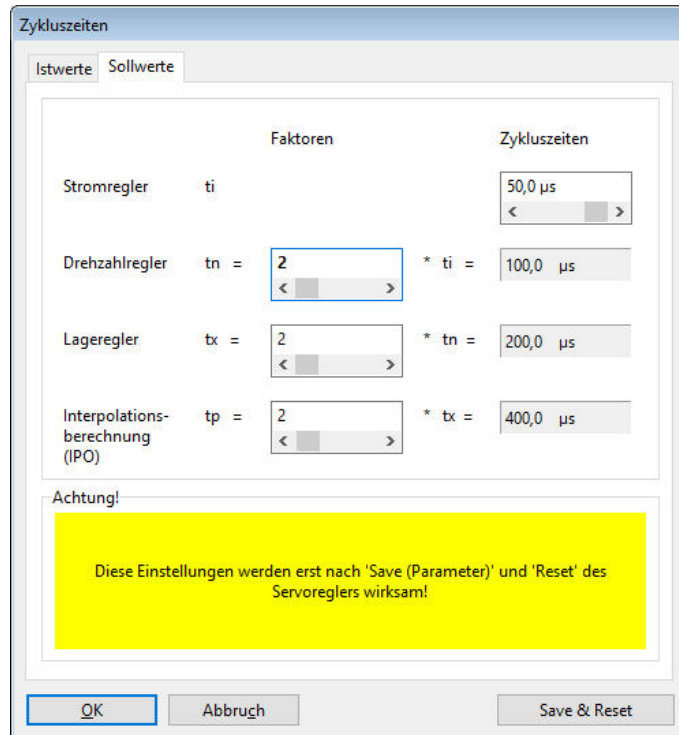 Zykluszeiten
Istwerte Sollwerte
Faktoren Zykluszeiten
Stromregler ti 50,0 µs
Drehzahlregler tn = 2 * ti = 100,0 µs
Lageregler tx = 2 * tn = 200,0 µs
Interpolations-
berechnung
(IPO) tp = 2 * tx = 400,0 µs
Achtung!
Diese Einstellungen werden erst nach 'Save (Parameter)' und 'Reset' des
Servoreglers wirksam!
OK Abbruch Save & Reset